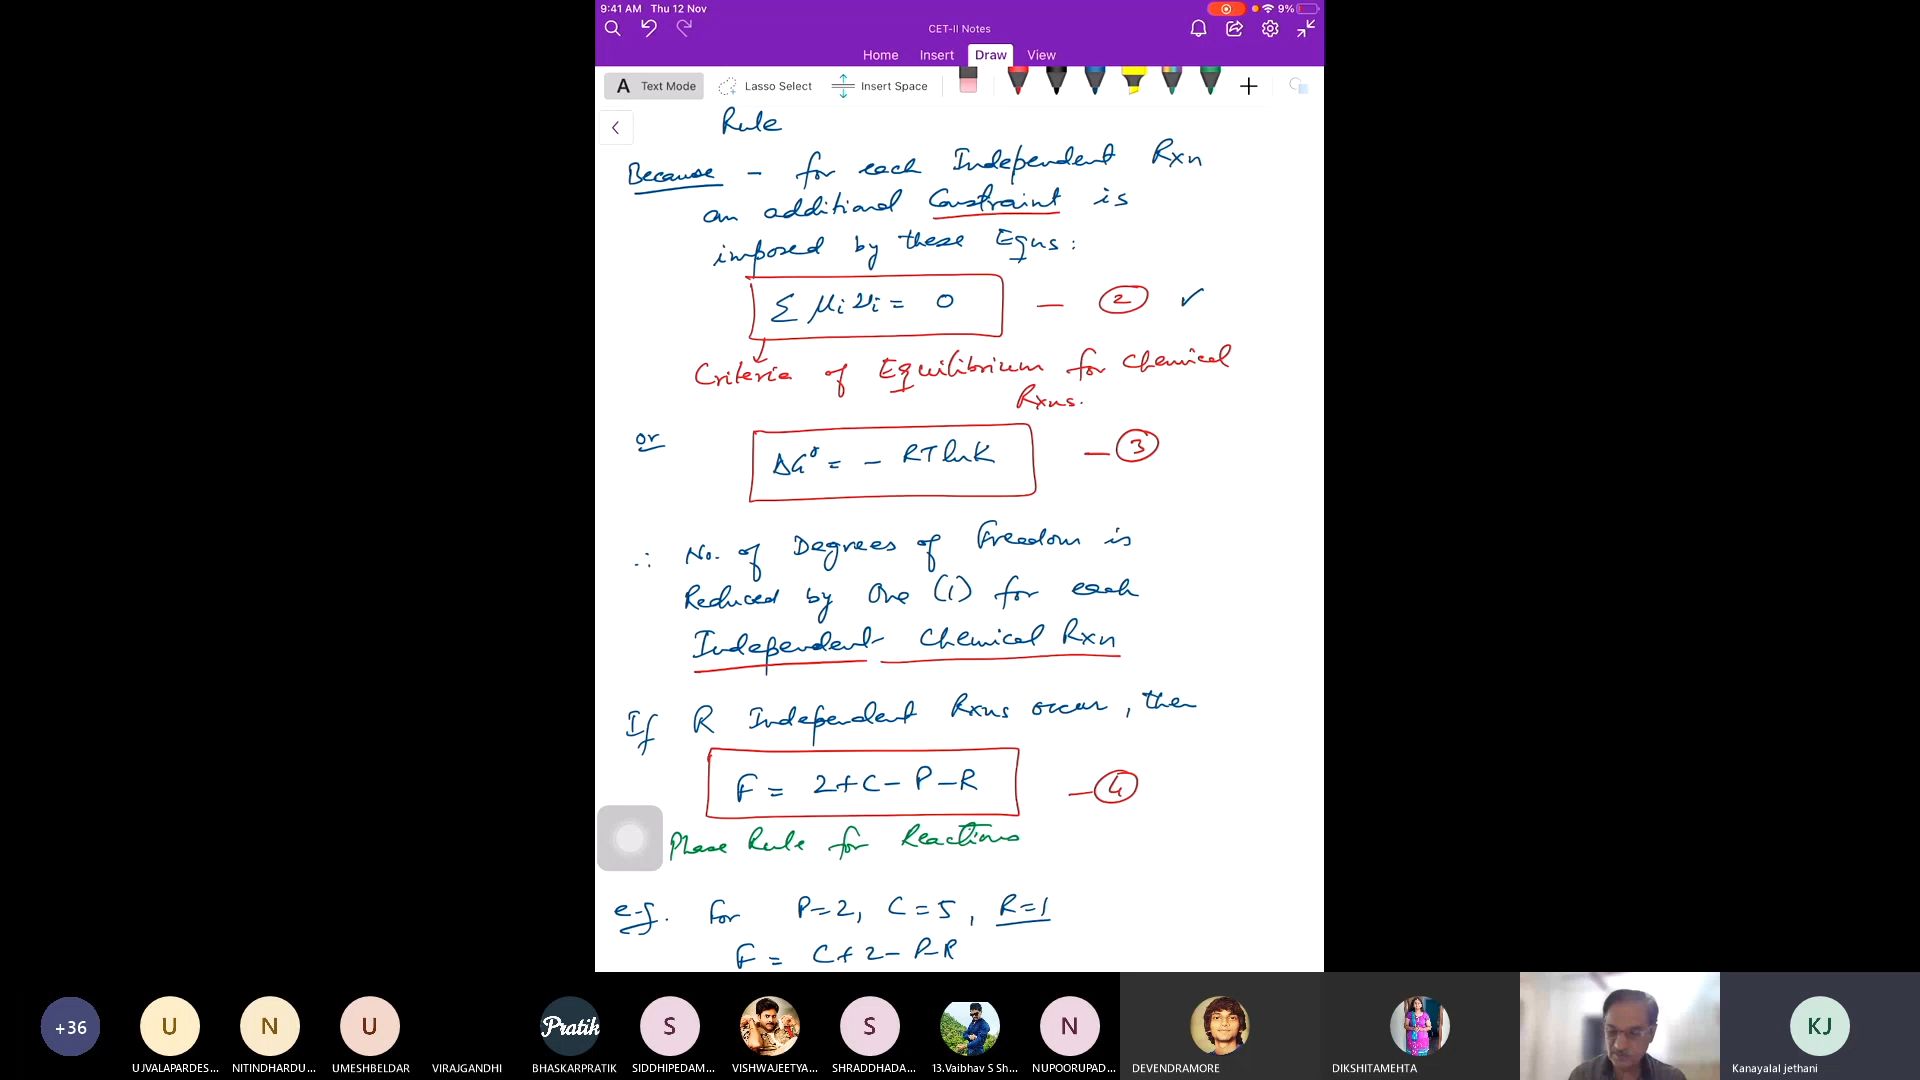 9:41 AM Thu 12 Nov
9%
CET-II Notes
Home Insert Draw View
A Text Mode Lasso Select Insert Space
Rule
Because - for each Independent Rxn
an additional Constraint is
imposed by these Eqns :
Σ μi νi = 0 — 2 ✓
Criteria of Equilibrium for Chemical
Rxns.
or
ΔG° = - RT ln K — 3
∴ No. of Degrees of Freedom is
Reduced by One (1) for each
Independent Chemical Rxn
If R Independent Rxns occur, then
F = 2+C-P-R — 4
Phase Rule for Reactions
e.g. for P=2, C=5, R=1
F = C+2-P-R
+36
U
N
U
Pratik
S
S
N
KJ
UJVALAPARDES...
NITINDHARDU...
UMESHBELDAR
VIRAJGANDHI
BHASKARPRATIK
SIDDHIPEDAM...
VISHWAJEETYA...
SHRADDHADA...
13.Vaibhav S Sh...
NUPOORUPAD...
DEVENDRAMORE
DIKSHITAMEHTA
Kanayalal jethani